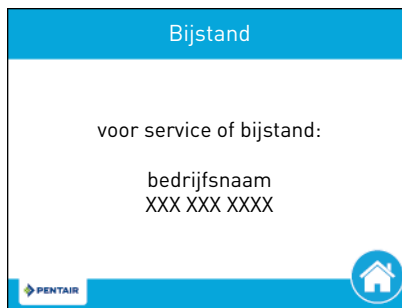 Bijstand
voor service of bijstand:
bedrijfsnaam
XXX XXX XXXX
PENTAIR